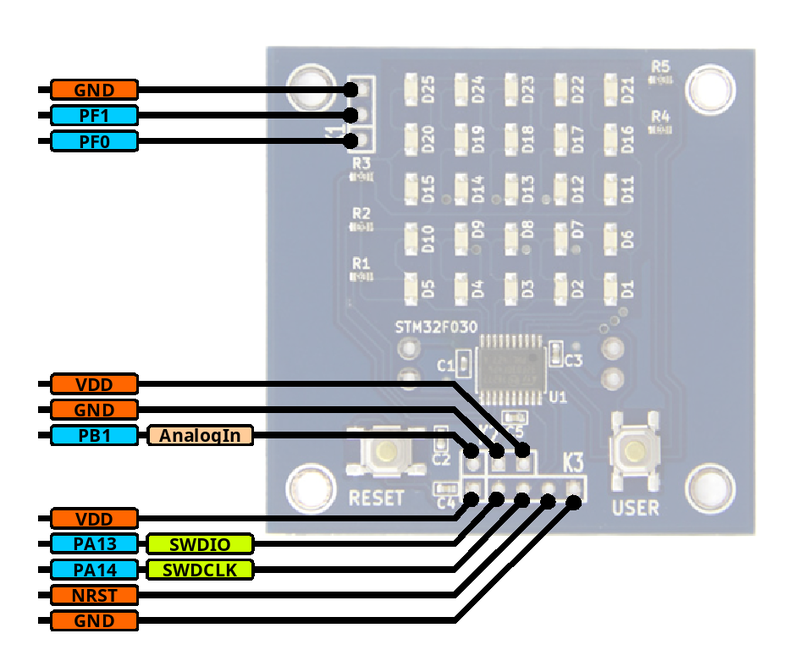 GND
PF1
PF0
K1
D25 D24 D23 D22 D21 R5
D20 D19 D18 D17 D16 R4
R3
D15 D14 D13 D12 D11
R2
D10 D9 D8 D7 D6
R1
D5 D4 D3 D2 D1
STM32F030
C1 C3
U1
VDD
GND
PB1 AnalogIn
K2 C5
C2 K3
RESET C4 USER
VDD
PA13 SWDIO
PA14 SWDCLK
NRST
GND